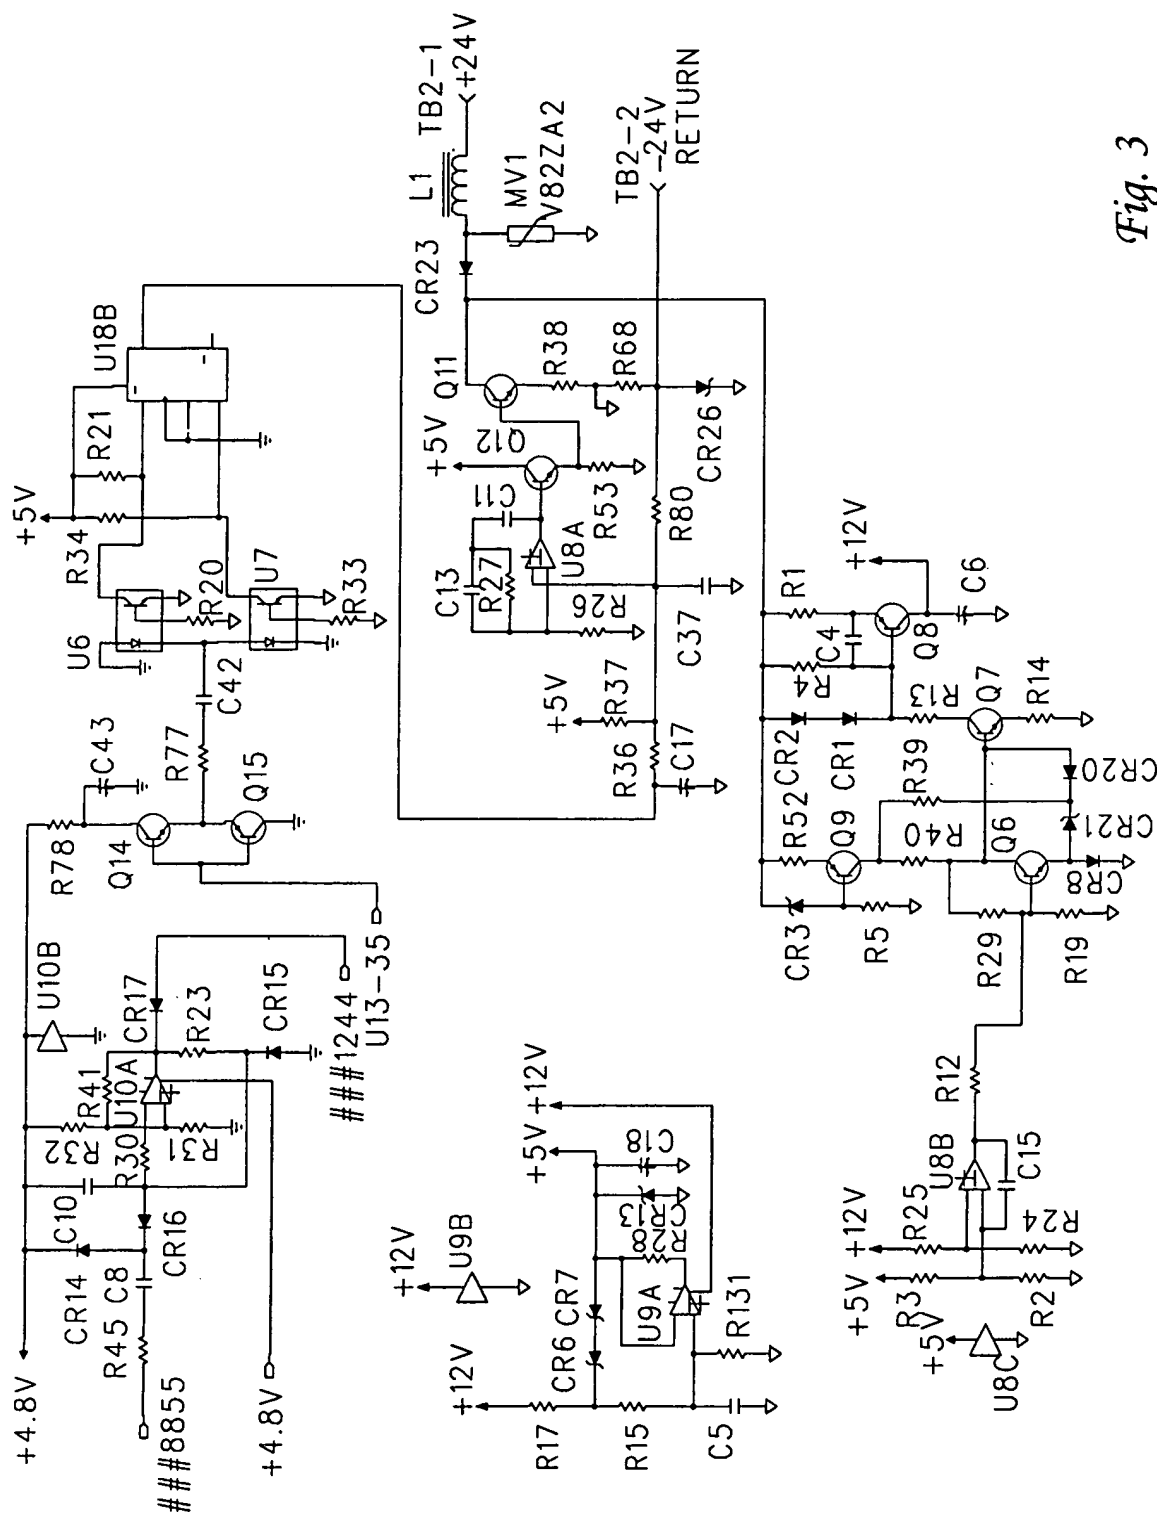 +4.8V
###8855
R45
C8
CR14
C10
CR16
R32
R30
R31
R41
U10A
U10B
CR17
R23
CR15
+4.8V
###1244
U13-35
R78
C43
Q14
Q15
R77
C42
U6
R34
+5V
R21
U18B
R20
U7
R33
L1
TB2-1
+24V
CR23
MV1
V82ZA2
TB2-2
-24V
RETURN
Q11
+5V
Q12
R38
R68
CR26
C11
C13
R27
U8A
R53
R26
R80
C37
+5V
R37
R36
C17
+12V
U9B
+12V
R17
CR6
CR7
R15
C5
U9A
R28
CR13
C18
+5V
+12V
R131
R1
+12V
C4
R4
C6
Q8
CR2
CR1
R13
Q7
R14
R52
Q9
R39
R40
CR20
CR21
Q6
CR8
CR3
R5
R29
R19
R12
U8B
C15
+12V
R25
R24
+5V
R3
R2
+5V
U8C
Fig. 3